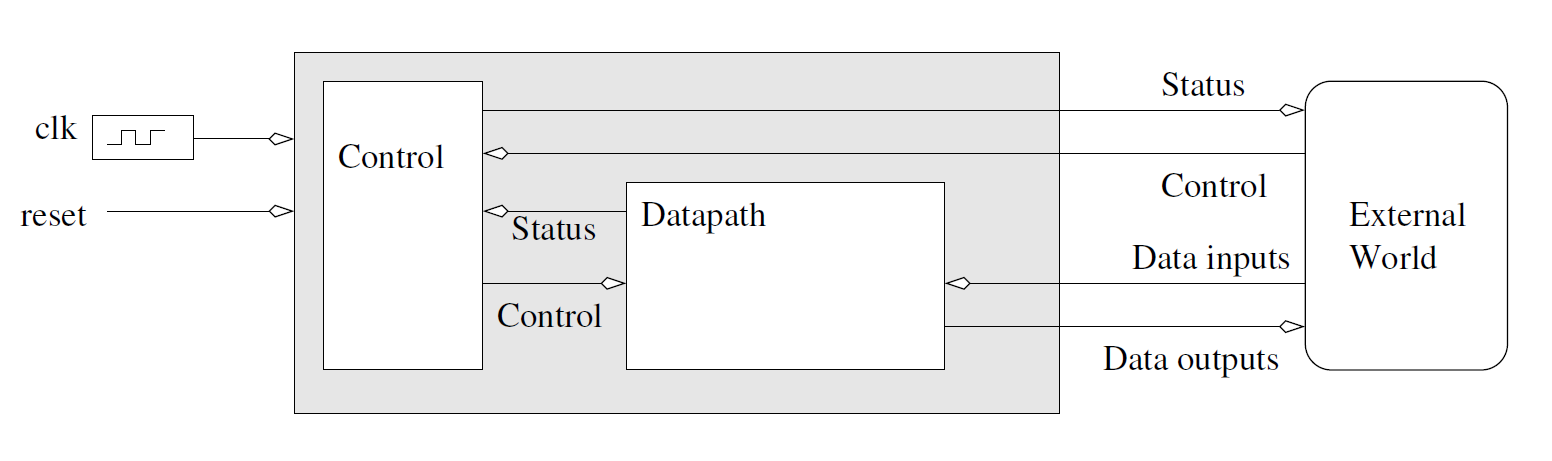 clk
reset
Control
Status
Control
Datapath
Status
Control
Data inputs
Data outputs
External
World